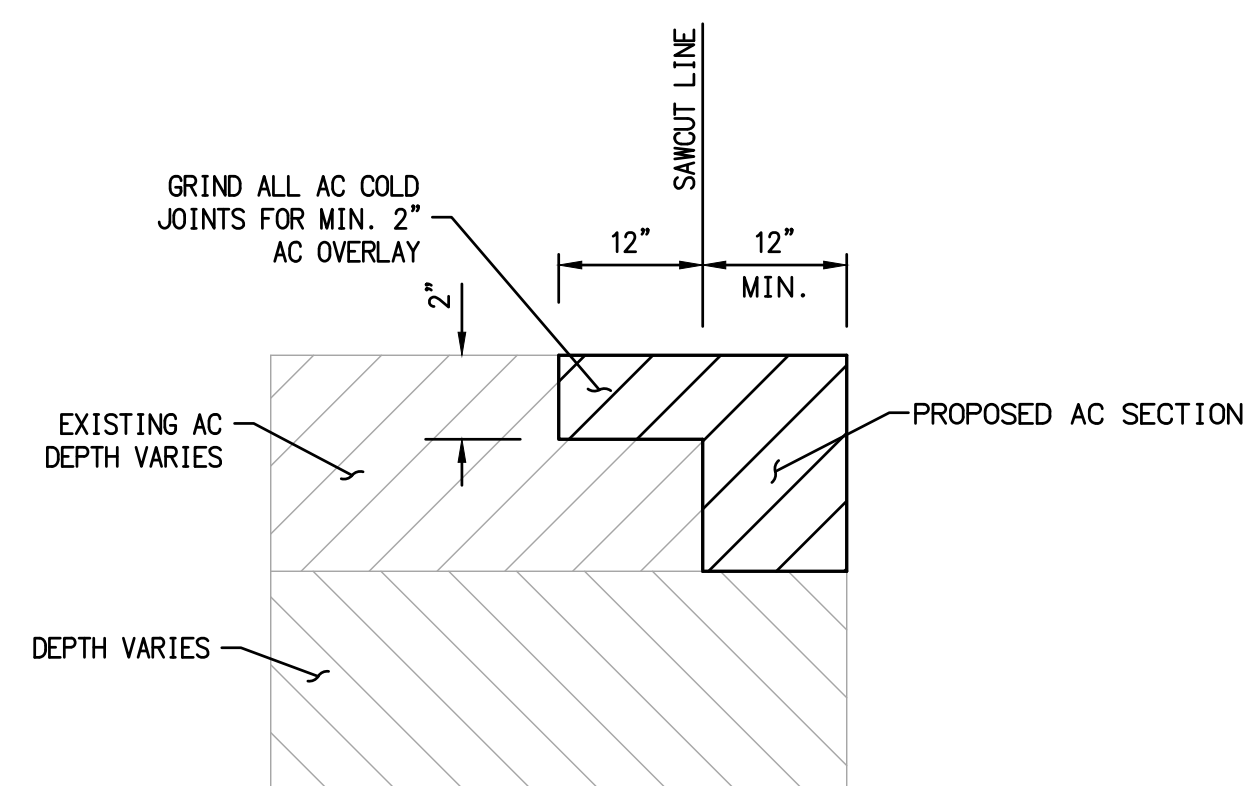 SAWCUT LINE
GRIND ALL AC COLD
JOINTS FOR MIN. 2"
AC OVERLAY
12"
12"
MIN.
2"
EXISTING AC
DEPTH VARIES
PROPOSED AC SECTION
DEPTH VARIES